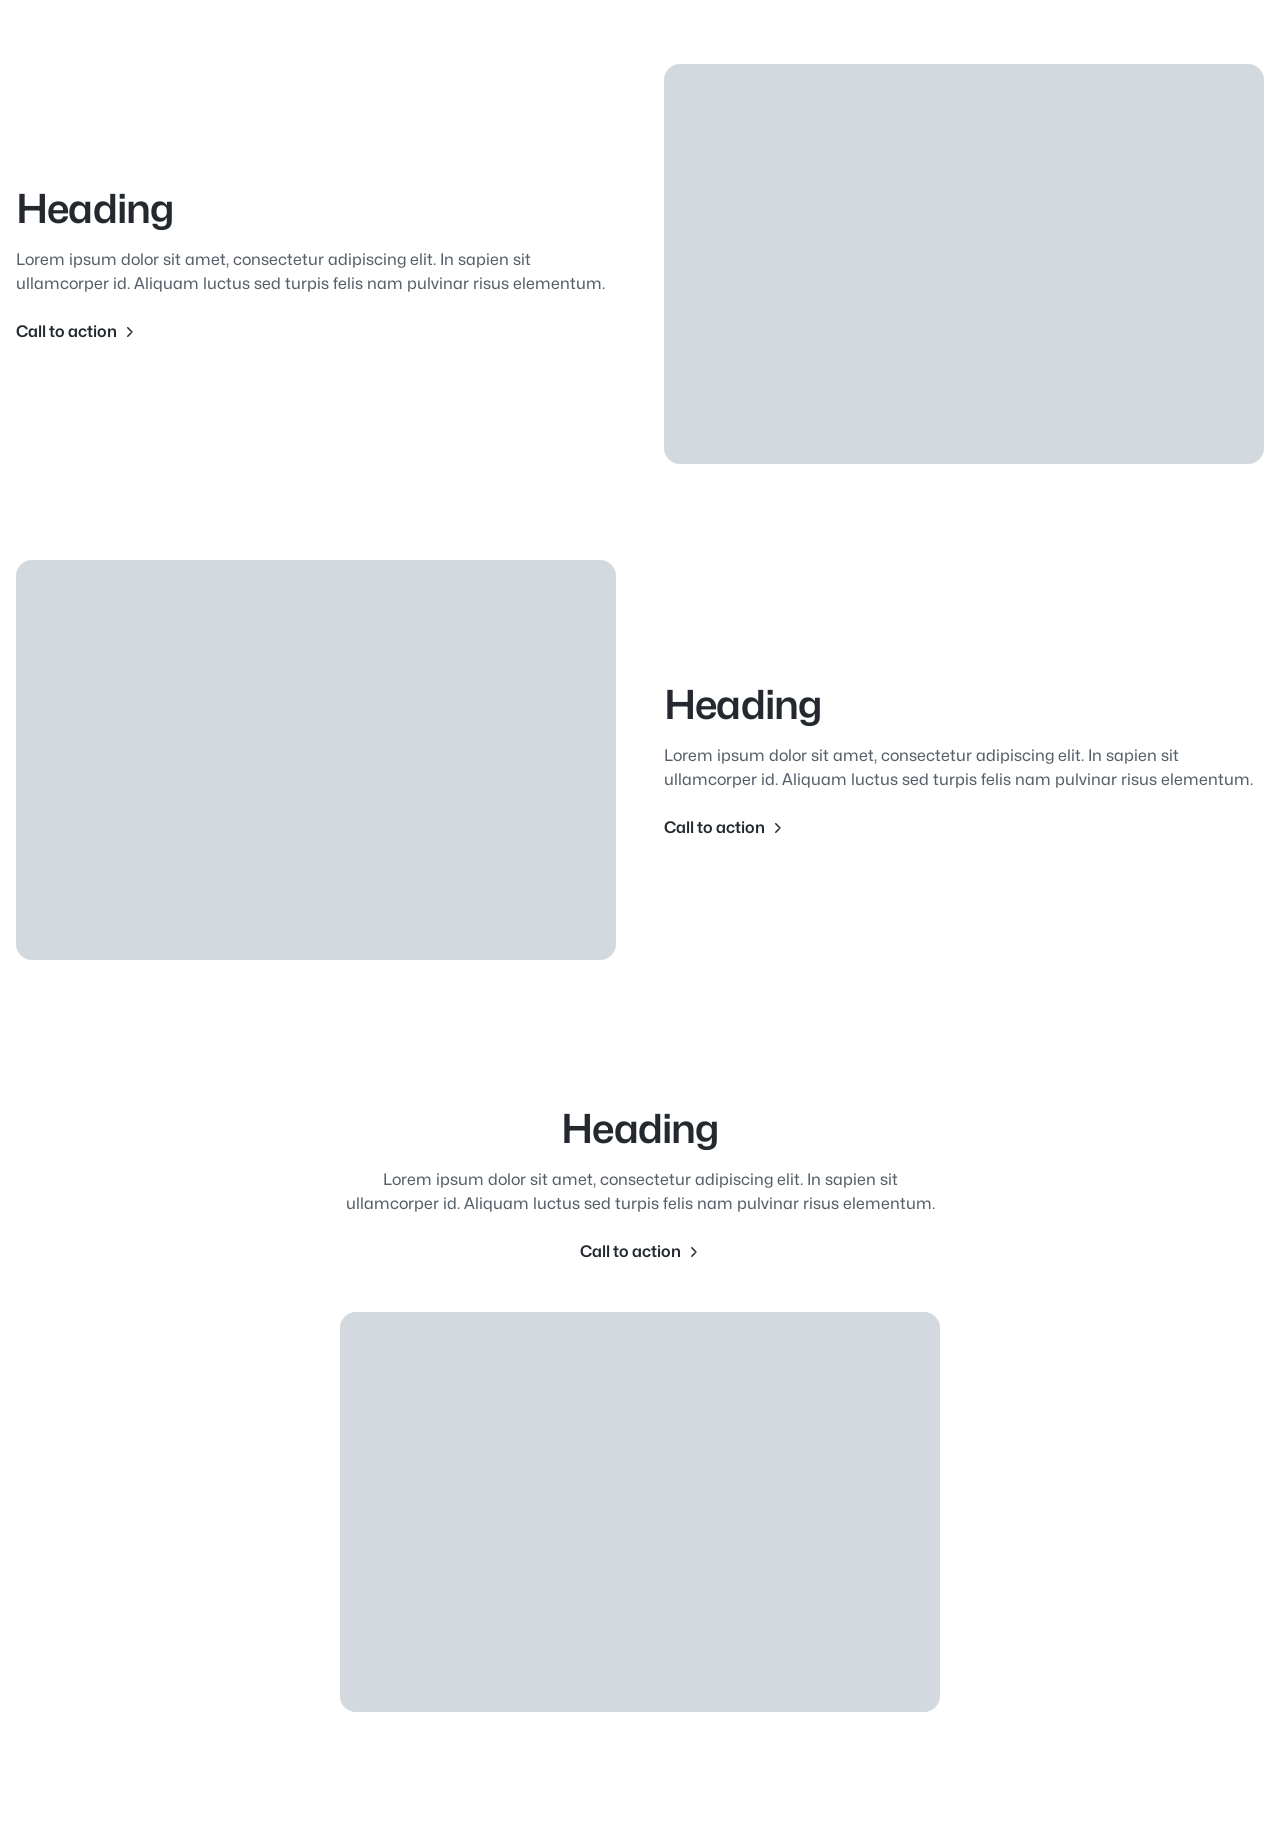 Heading
Lorem ipsum dolor sit amet, consectetur adipiscing elit. In sapien sit
ullamcorper id. Aliquam luctus sed turpis felis nam pulvinar risus elementum.
Call to action
Heading
Lorem ipsum dolor sit amet, consectetur adipiscing elit. In sapien sit
ullamcorper id. Aliquam luctus sed turpis felis nam pulvinar risus elementum.
Call to action
Heading
Lorem ipsum dolor sit amet, consectetur adipiscing elit. In sapien sit
ullamcorper id. Aliquam luctus sed turpis felis nam pulvinar risus elementum.
Call to action